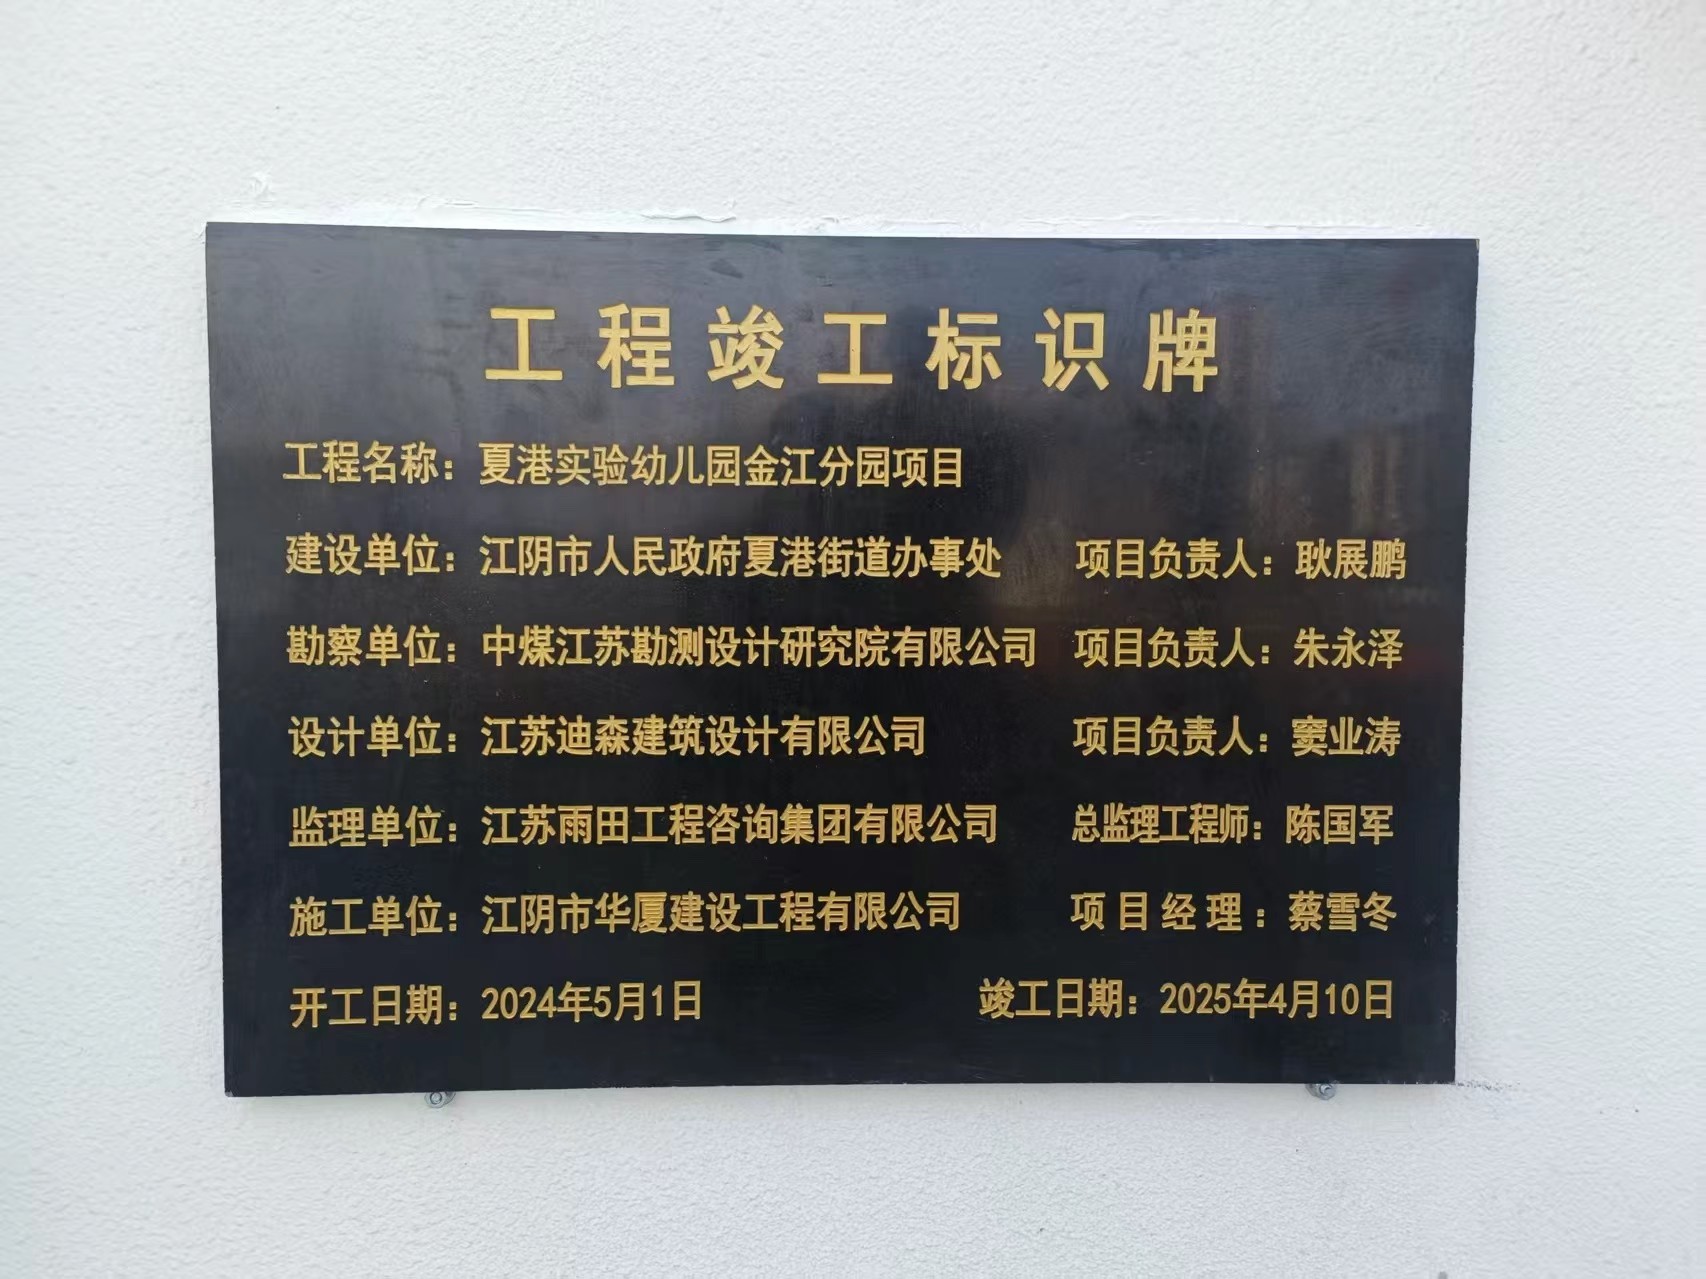 工程竣工标识牌
工程名称：夏港实验幼儿园金江分园项目
建设单位：江阴市人民政府夏港街道办事处 项目负责人：耿展鹏
勘察单位：中煤江苏勘测设计研究院有限公司 项目负责人：朱永泽
设计单位：江苏迪森建筑设计有限公司 项目负责人：窦业涛
监理单位：江苏雨田工程咨询集团有限公司 总监理工程师：陈国军
施工单位：江阴市华厦建设工程有限公司 项目经理：蔡雪冬
开工日期：2024年5月1日 竣工日期：2025年4月10日